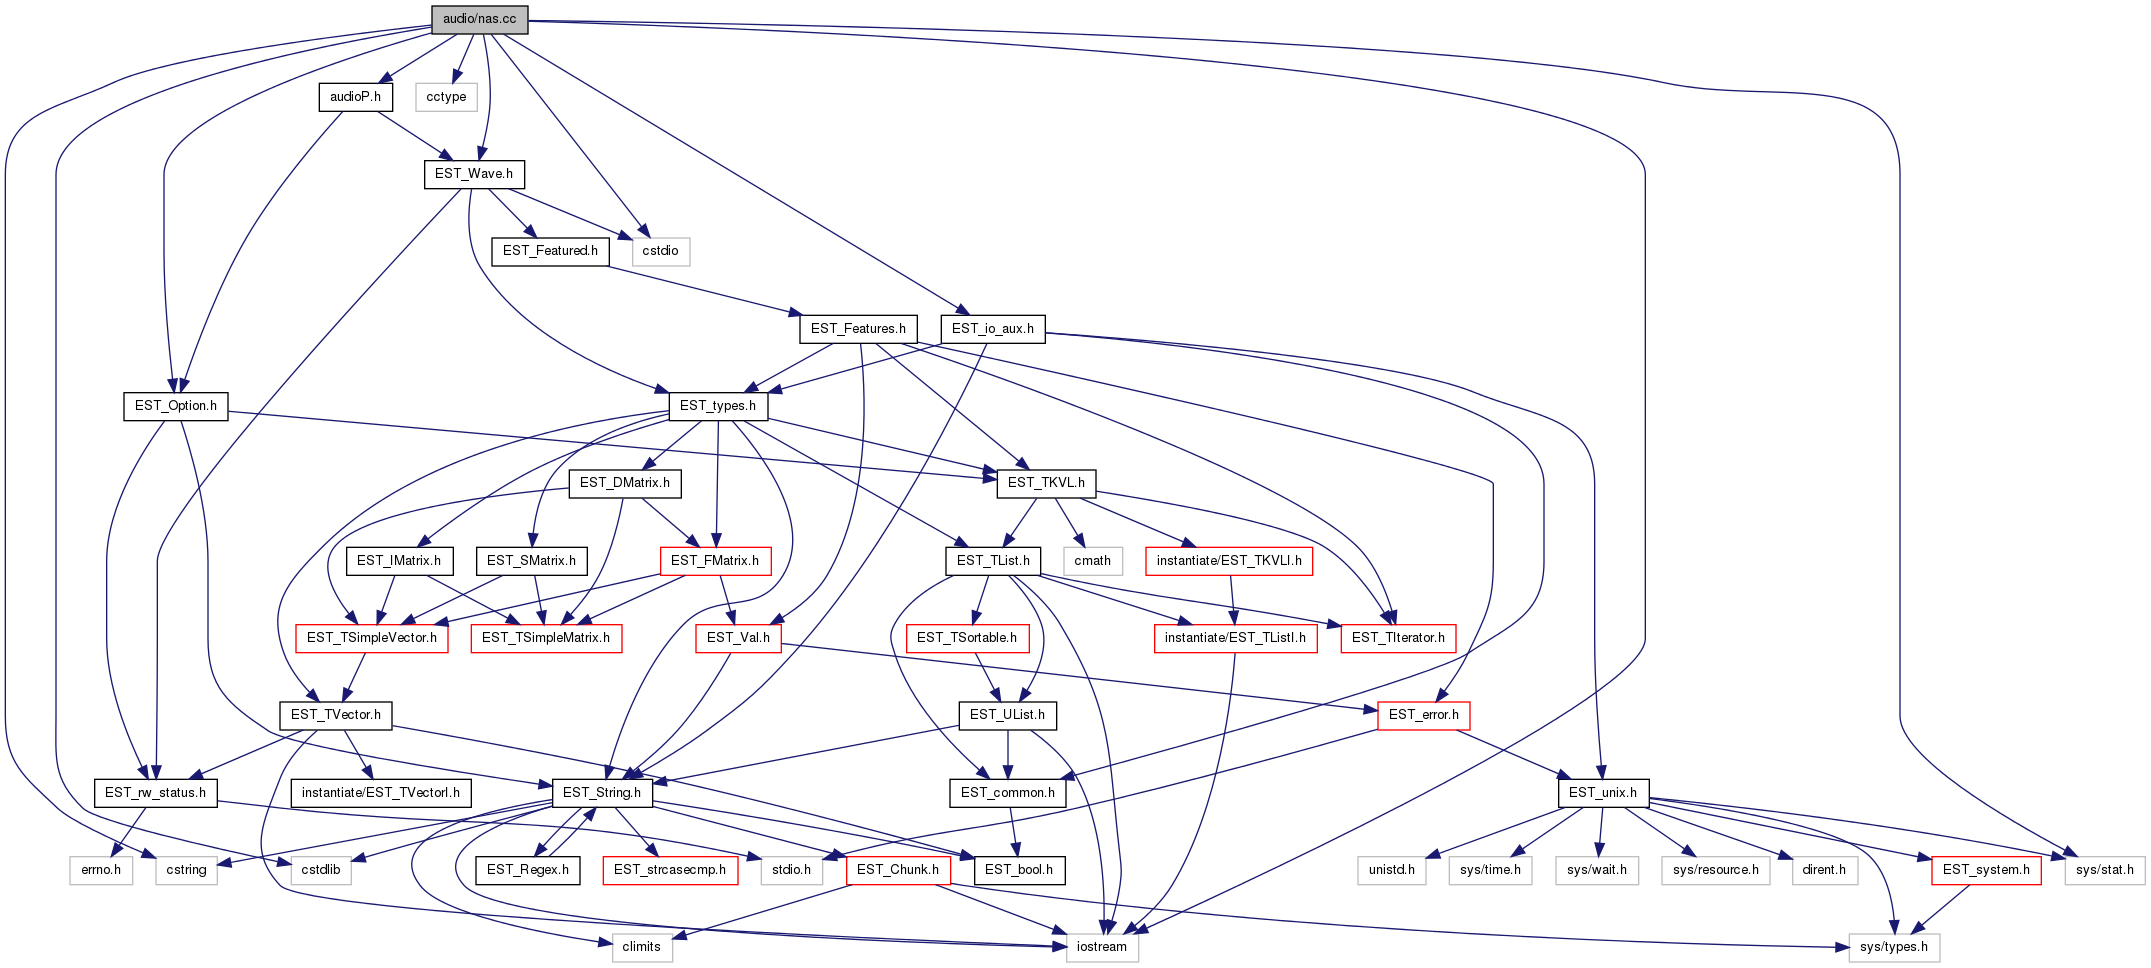 audio/nas.cc
audioP.h
cctype
EST_Wave.h
EST_Featured.h
cstdio
EST_Features.h
EST_io_aux.h
EST_Option.h
EST_types.h
EST_DMatrix.h
EST_TKVL.h
EST_IMatrix.h
EST_SMatrix.h
EST_FMatrix.h
EST_TList.h
cmath
instantiate/EST_TKVLI.h
EST_TSimpleVector.h
EST_TSimpleMatrix.h
EST_Val.h
EST_TSortable.h
instantiate/EST_TListI.h
EST_TIterator.h
EST_TVector.h
EST_UList.h
EST_error.h
EST_rw_status.h
instantiate/EST_TVectorI.h
EST_String.h
EST_common.h
EST_unix.h
errno.h
cstring
cstdlib
EST_Regex.h
EST_strcasecmp.h
stdio.h
EST_Chunk.h
EST_bool.h
unistd.h
sys/time.h
sys/wait.h
sys/resource.h
dirent.h
EST_system.h
sys/stat.h
climits
iostream
sys/types.h